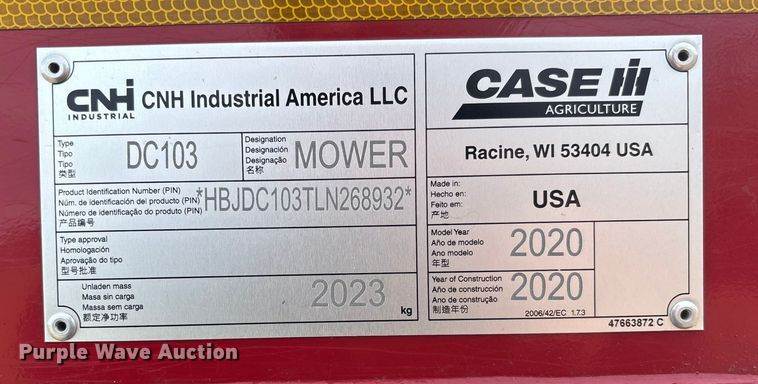 CNH INDUSTRIAL CNH Industrial America LLC
CASE IH
AGRICULTURE
Type
Tipo
Tipo
类型
DC103
Designation
Designación
Designação
名称
MOWER
Racine, WI 53404 USA
Product Identification Number (PIN)
Núm. de identificación del producto (PIN)
Número de identificação do produto (PIN)
产品编号
*HBJDC103TLN268932*
Made in:
Hecho en:
Feito em:
产地
USA
Type approval
Homologación
Aprovação do tipo
型号批准
Model Year
Año de modelo
Ano modelo
年型
2020
Unladen mass
Masa sin carga
Massa sem carga
额定净功率
2023 kg
Year of Construction
Año de construcción
Ano de construção
制造年份
2020
2006/42/EC 1.7.3
47663872 C
Purple Wave Auction